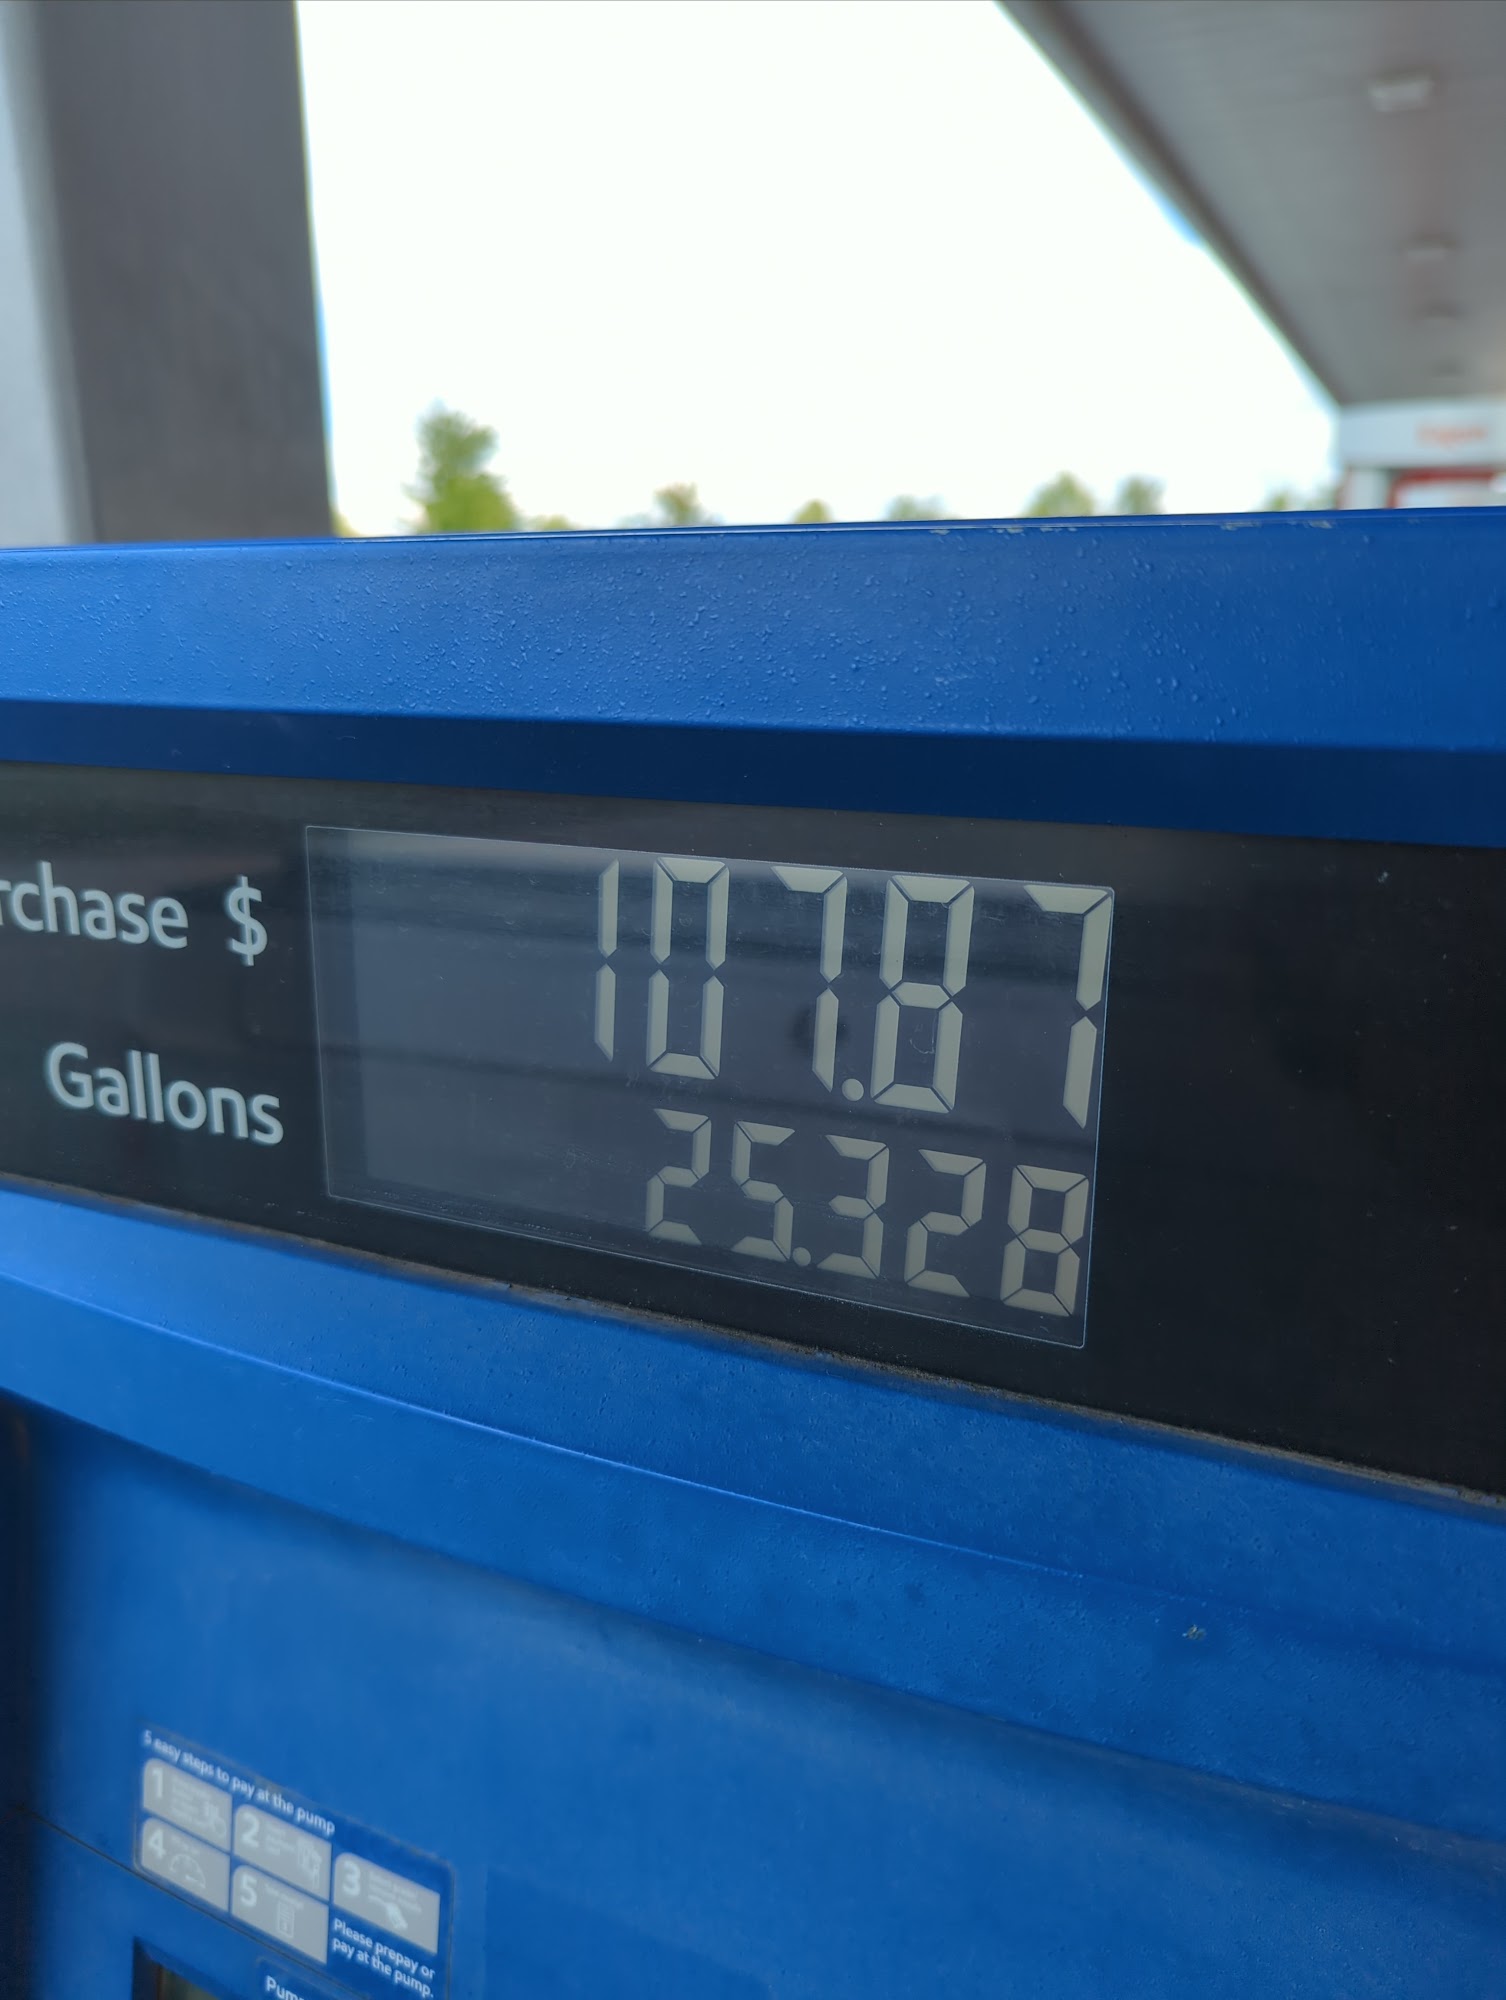 rchase $ 107.87
Gallons 25.328
5 easy steps to pay at the pump
1
2
3
4
5
Please prepay or
pay at the pump.